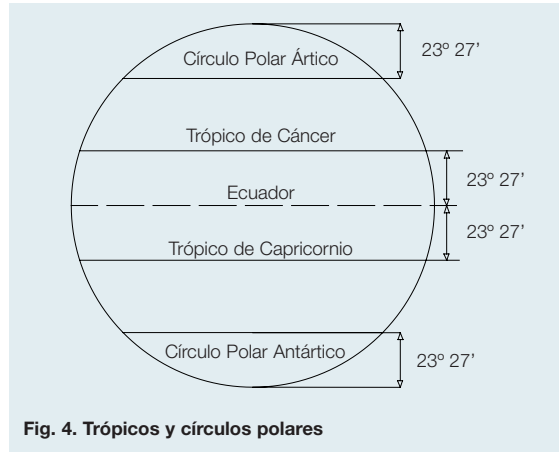 Círculo Polar Ártico
23º 27’
Trópico de Cáncer
23º 27’
Ecuador
23º 27’
Trópico de Capricornio
Círculo Polar Antártico
23º 27’
Fig. 4. Trópicos y círculos polares